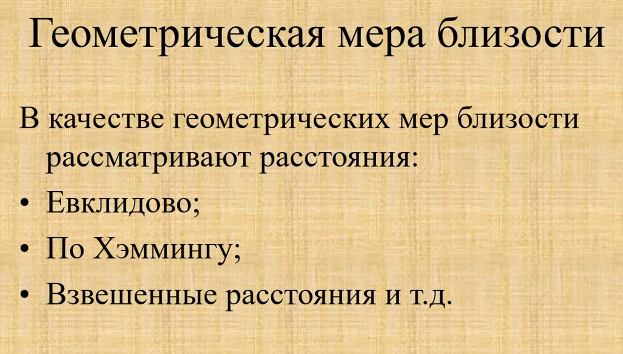 Геометрическая мера близости
В качестве геометрических мер близости
рассматривают расстояния:
• Евклидово;
• По Хэммингу;
• Взвешенные расстояния и т.д.